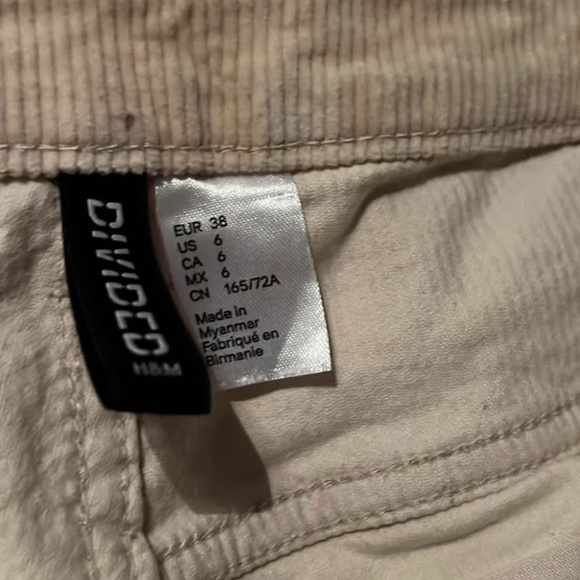 DIVIDED
H&M
EUR 38
US 6
CA 6
MX 6
CN 165/72A
Made in
Myanmar
Fabriqué en
Birmanie